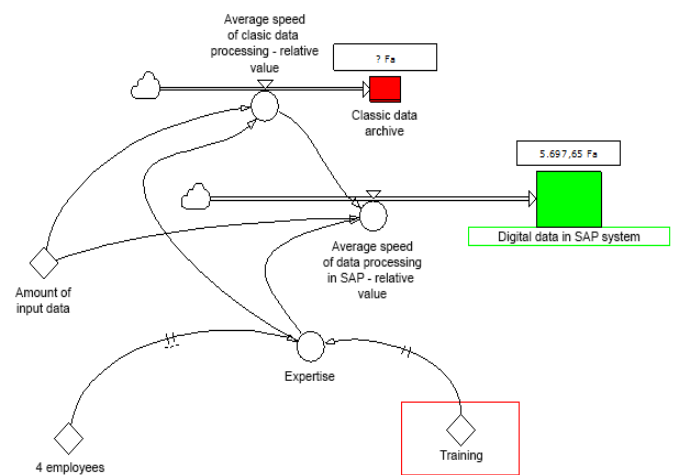 Average speed
of clasic data
processing - relative
value
? Fa
Classic data
archive
5.697,65 Fa
Digital data in SAP system
Average speed
of data processing
in SAP - relative
value
Amount of
input data
Expertise
4 employees
Training